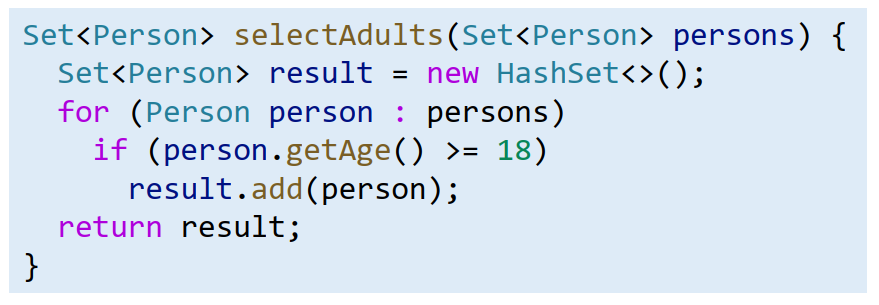 Set<Person> selectAdults(Set<Person> persons) {
  Set<Person> result = new HashSet<>();
  for (Person person : persons)
    if (person.getAge() >= 18)
      result.add(person);
  return result;
}